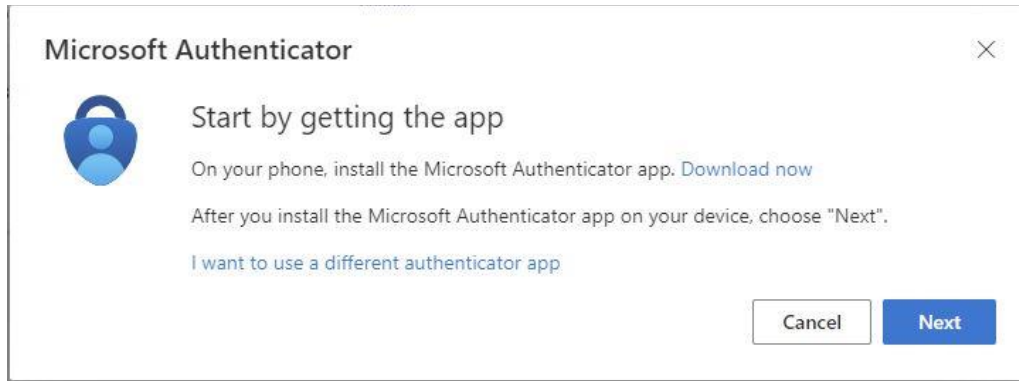 Microsoft Authenticator
Start by getting the app
On your phone, install the Microsoft Authenticator app. Download now
After you install the Microsoft Authenticator app on your device, choose "Next".
I want to use a different authenticator app
Cancel
Next